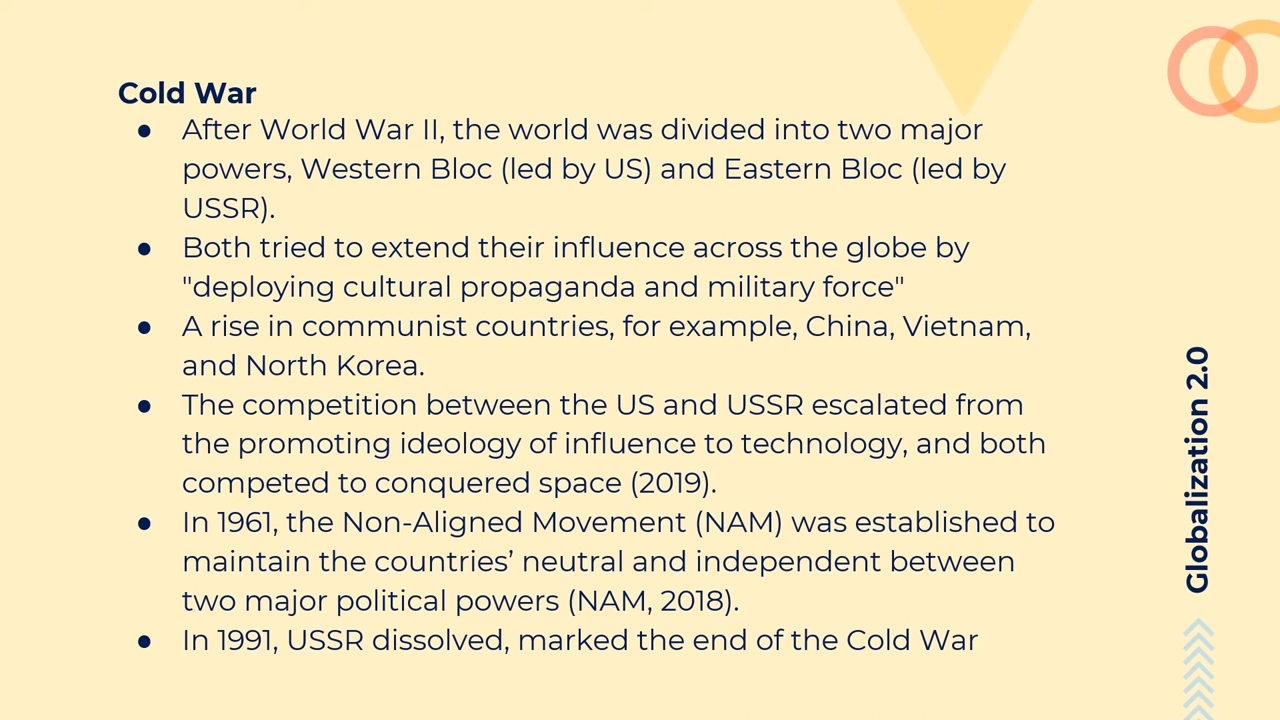 Cold War
● After World War II, the world was divided into two major
powers, Western Bloc (led by US) and Eastern Bloc (led by
USSR).
● Both tried to extend their influence across the globe by
"deploying cultural propaganda and military force"
● A rise in communist countries, for example, China, Vietnam,
and North Korea.
● The competition between the US and USSR escalated from
the promoting ideology of influence to technology, and both
competed to conquered space (2019).
● In 1961, the Non-Aligned Movement (NAM) was established to
maintain the countries’ neutral and independent between
two major political powers (NAM, 2018).
● In 1991, USSR dissolved, marked the end of the Cold War
Globalization 2.0